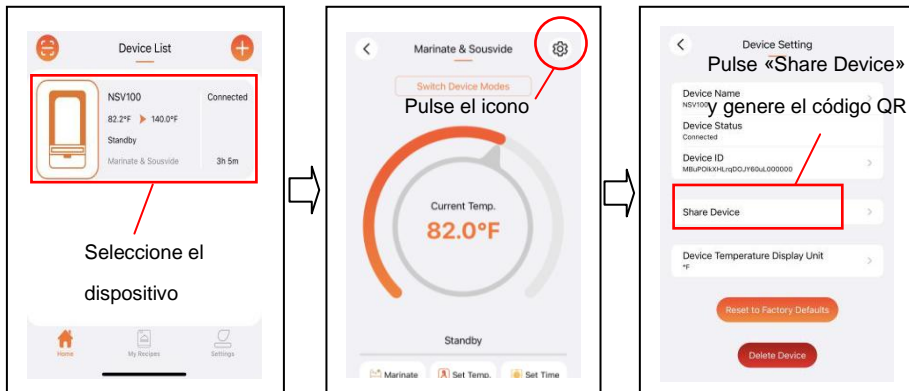 Device List
NSV100
Connected
82.2°F 140.0°F
Standby
Marinate & Sousvide
3h 5m
Seleccione el
dispositivo
Home
My Recipes
Settings
Marinate & Sousvide
Switch Device Modes
Pulse el icono
Current Temp.
82.0°F
Standby
Marinate
Set Temp.
Set Time
Device Setting
Pulse «Share Device»
Device Name
NSV100
y genere el código QR
Device Status
Connected
Device ID
Share Device
Device Temperature Display Unit
°F
Reset to Factory Defaults
Delete Device